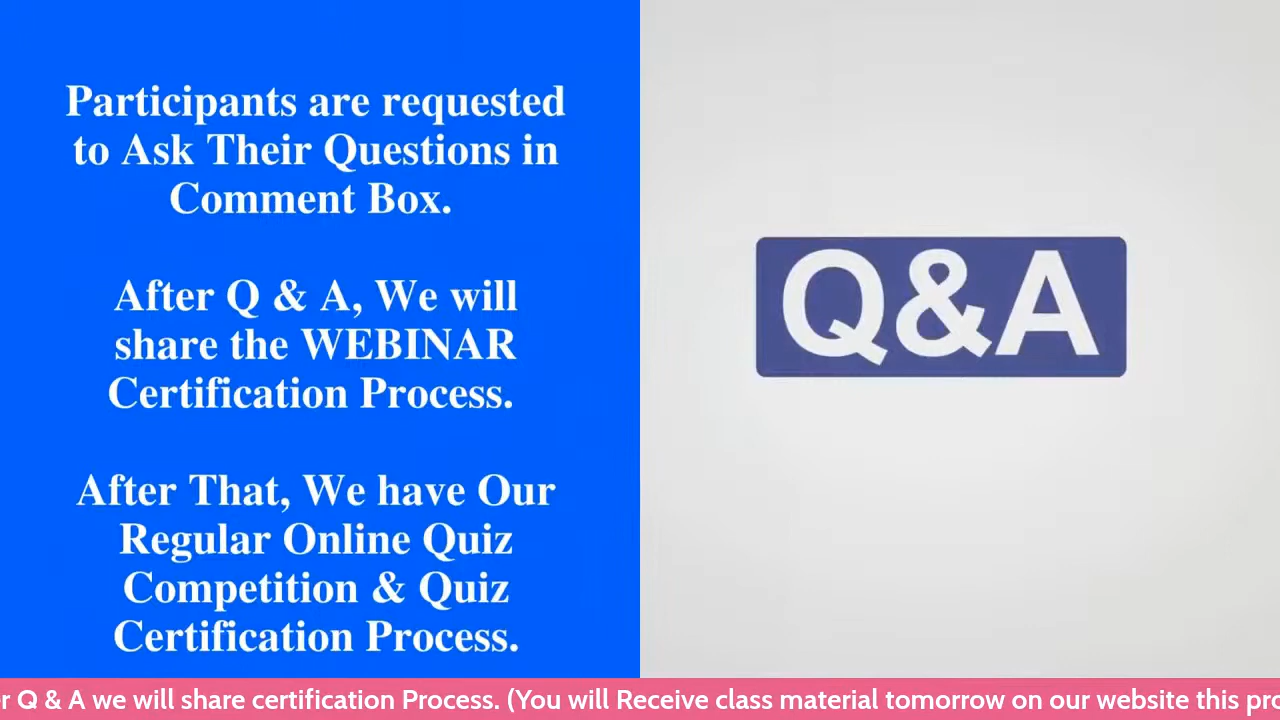 Participants are requested
to Ask Their Questions in
Comment Box.
After Q & A, We will
share the WEBINAR
Certification Process.
After That, We have Our
Regular Online Quiz
Competition & Quiz
Certification Process.
Q&A
Q & A we will share certification Process. (You will Receive class material tomorrow on our website this